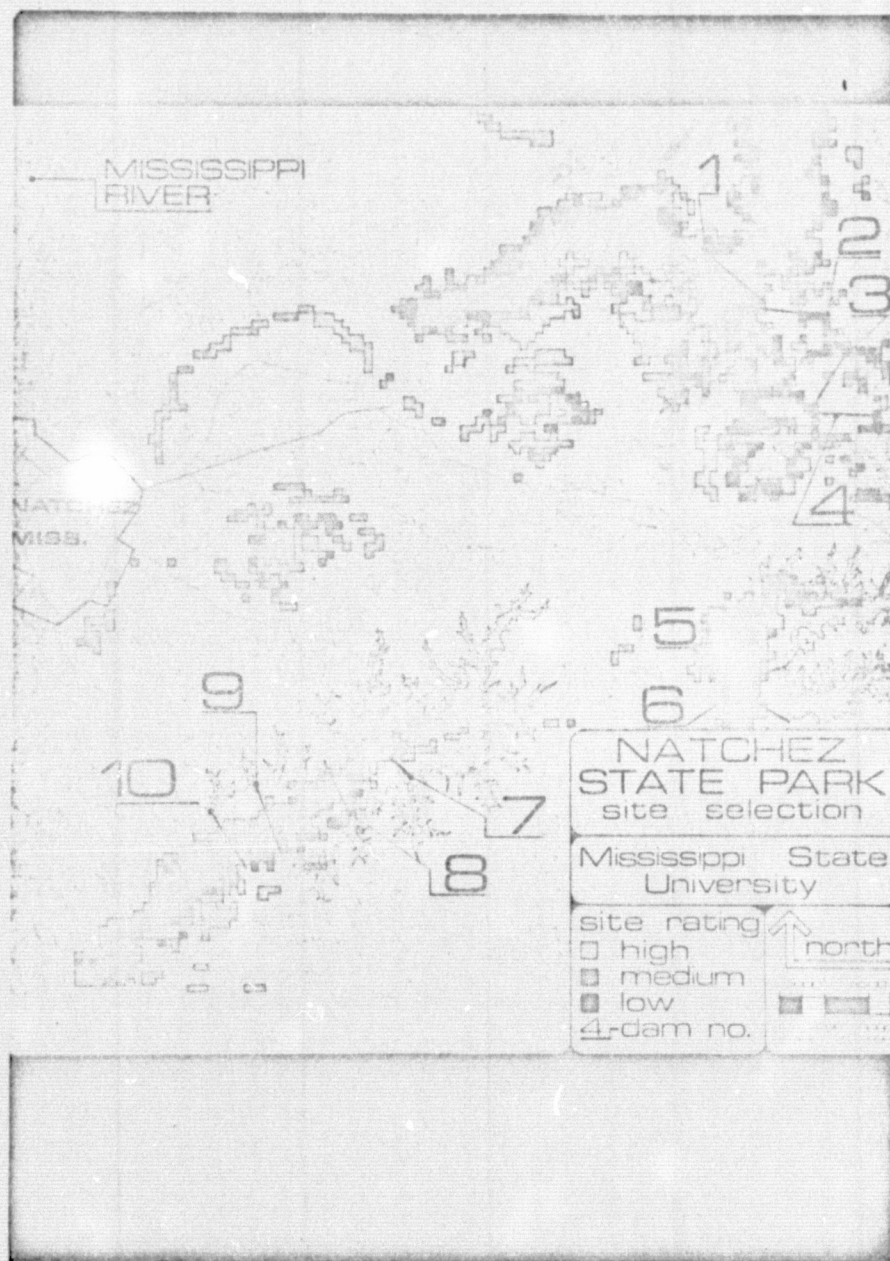 MISSISSIPPI
RIVER
1
2
3
NATCHEZ
MISS.
4
5
6
9
10
7
8
NATCHEZ
STATE PARK
site selection
Mississippi State
University
site rating
high
medium
low
4-dam no.
north